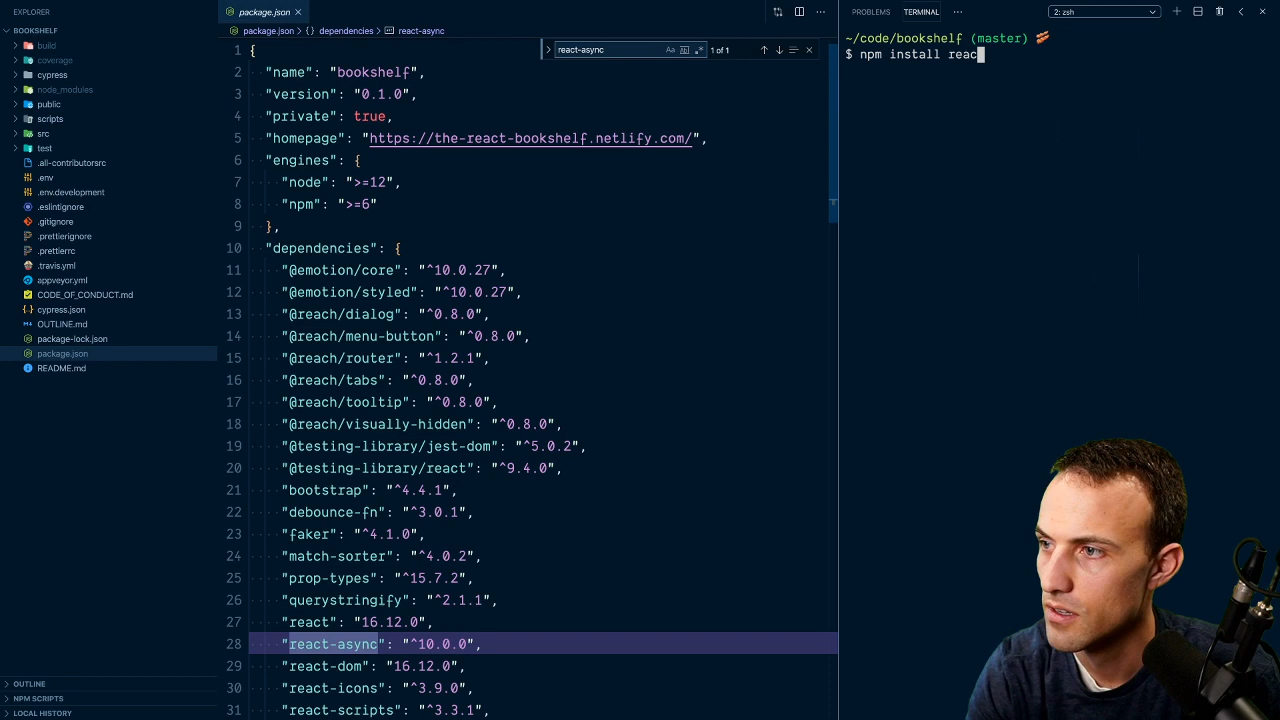 EXPLORER
BOOKSHELF
build
coverage
cypress
node_modules
public
scripts
src
test
.all-contributorsrc
.env
.env.development
.eslintignore
.gitignore
.prettierignore
.prettierrc
.travis.yml
appveyor.yml
CODE_OF_CONDUCT.md
cypress.json
OUTLINE.md
package-lock.json
package.json
README.md
OUTLINE
NPM SCRIPTS
LOCAL HISTORY
package.json
package.json > {} dependencies > react-async
react-async Aa 1 of 1
1 {
2 "name": "bookshelf",
3 "version": "0.1.0",
4 "private": true,
5 "homepage": "https://the-react-bookshelf.netlify.com/",
6 "engines": {
7 "node": ">=12",
8 "npm": ">=6"
9 },
10 "dependencies": {
11 "@emotion/core": "^10.0.27",
12 "@emotion/styled": "^10.0.27",
13 "@reach/dialog": "^0.8.0",
14 "@reach/menu-button": "^0.8.0",
15 "@reach/router": "^1.2.1",
16 "@reach/tabs": "^0.8.0",
17 "@reach/tooltip": "^0.8.0",
18 "@reach/visually-hidden": "^0.8.0",
19 "@testing-library/jest-dom": "^5.0.2",
20 "@testing-library/react": "^9.4.0",
21 "bootstrap": "^4.4.1",
22 "debounce-fn": "^3.0.1",
23 "faker": "^4.1.0",
24 "match-sorter": "^4.0.2",
25 "prop-types": "^15.7.2",
26 "querystringify": "^2.1.1",
27 "react": "16.12.0",
28 "react-async": "^10.0.0",
29 "react-dom": "16.12.0",
30 "react-icons": "^3.9.0",
31 "react-scripts": "^3.3.1",
PROBLEMS TERMINAL ··· 2: zsh
~/code/bookshelf (master) 🥓
$ npm install reac